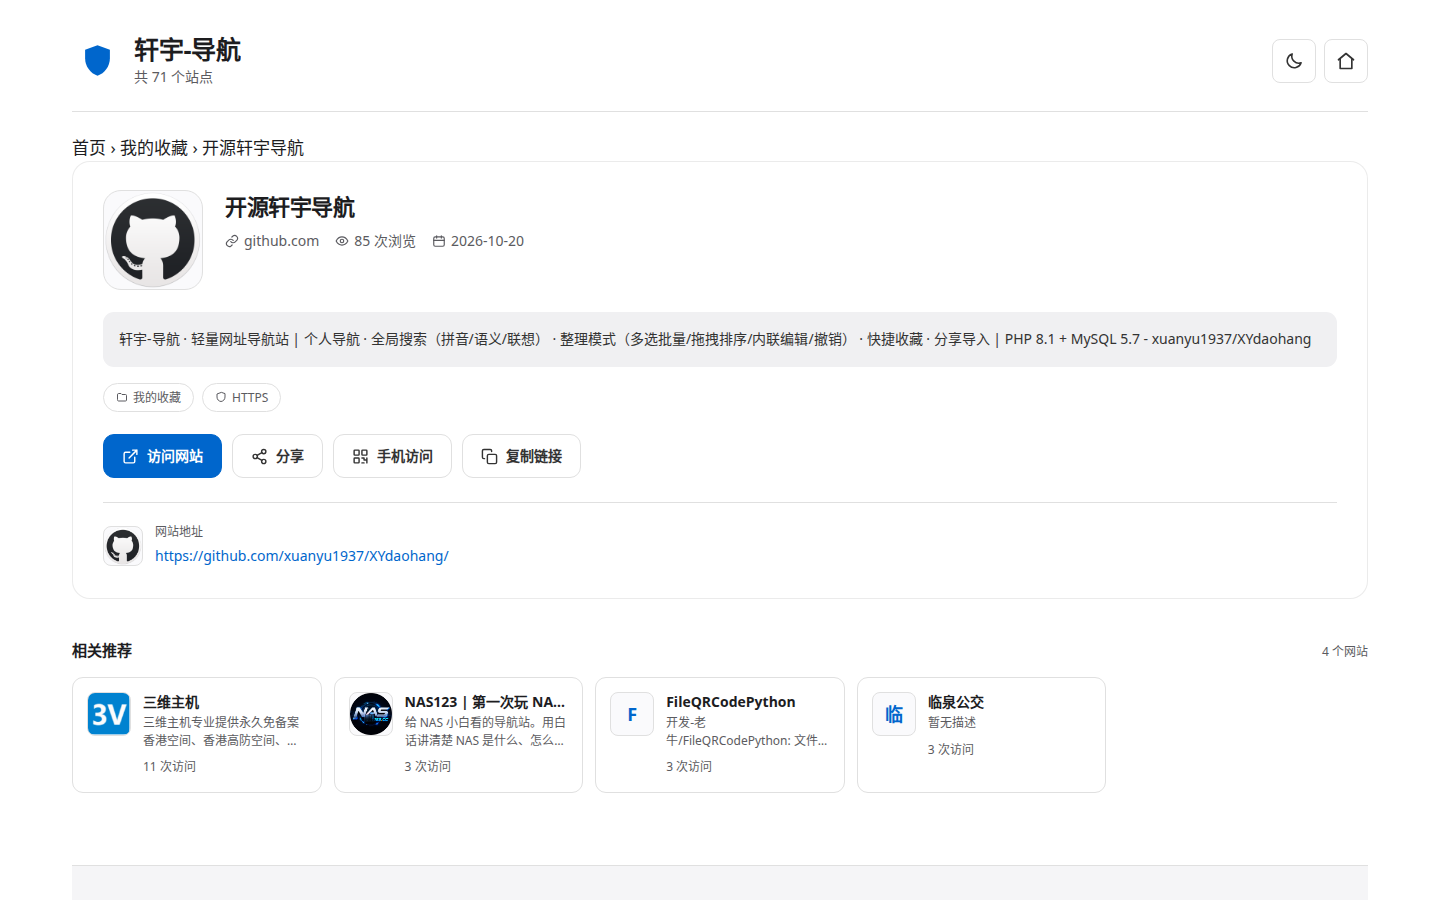 轩宇-导航
共 71 个站点
首页 › 我的收藏 › 开源轩宇导航
开源轩宇导航
github.com 85 次浏览 2026-10-20
轩宇-导航 · 轻量网址导航站 | 个人导航 · 全局搜索（拼音/语义/联想） · 整理模式（多选批量/拖拽排序/内联编辑/撤销） · 快捷收藏 · 分享导入 | PHP 8.1 + MySQL 5.7 - xuanyu1937/XYdaohang
我的收藏 HTTPS
访问网站 分享 手机访问 复制链接
网站地址
https://github.com/xuanyu1937/XYdaohang/
相关推荐 4 个网站
3V
三维主机
三维主机专业提供永久免备案
香港空间、香港高防空间、...
11 次访问
NAS
NAS123 | 第一次玩 NA...
给 NAS 小白看的导航站。用白
话讲清楚 NAS 是什么、怎么...
3 次访问
F
FileQRCodePython
开发-老
牛/FileQRCodePython: 文件...
3 次访问
临
临泉公交
暂无描述
3 次访问